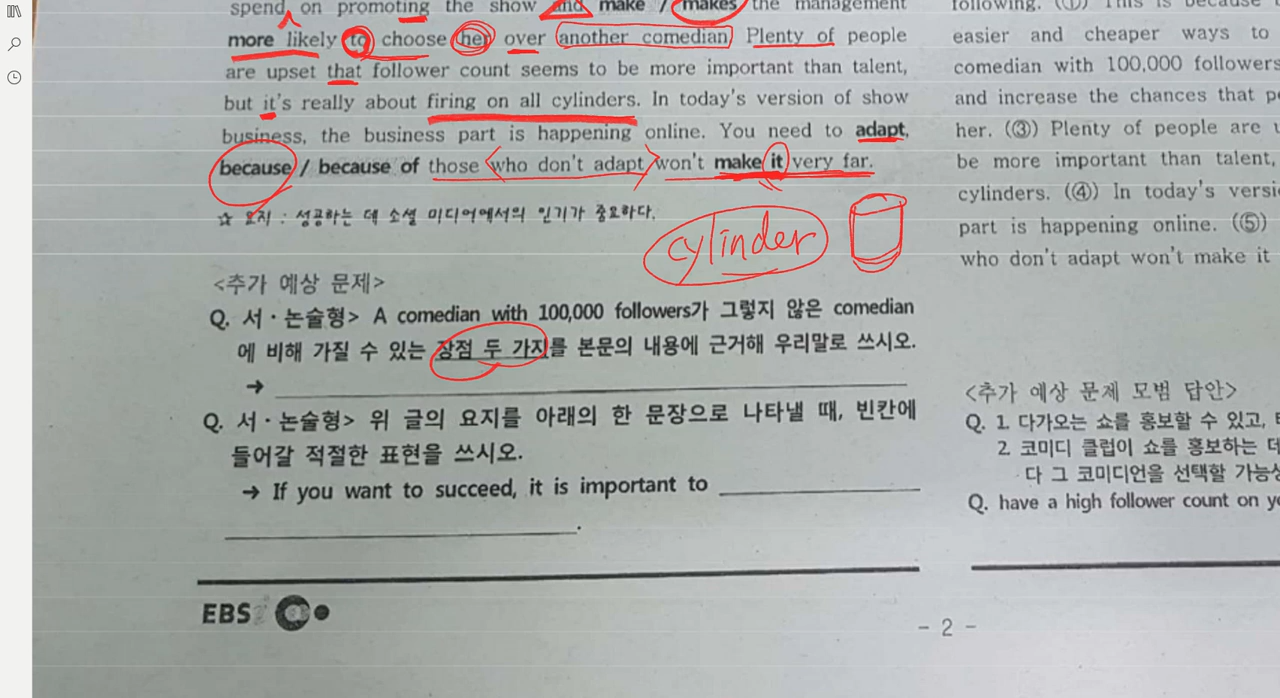 spend on promoting the show and make / makes the management
more likely to choose her over another comedian. Plenty of people
are upset that follower count seems to be more important than talent,
but it's really about firing on all cylinders. In today's version of show
business, the business part is happening online. You need to adapt,
because / because of those who don't adapt won't make it very far.
☆ 요지 : 성공하는 데 소셜 미디어에서의 인기가 중요하다.
cylinder
<추가 예상 문제>
Q. 서·논술형> A comedian with 100,000 followers가 그렇지 않은 comedian
에 비해 가질 수 있는 장점 두 가지를 본문의 내용에 근거해 우리말로 쓰시오.
→
Q. 서·논술형> 위 글의 요지를 아래의 한 문장으로 나타낼 때, 빈칸에
들어갈 적절한 표현을 쓰시오.
→ If you want to succeed, it is important to
.
EBS
- 2 -
following. (①) This is because
easier and cheaper ways to
comedian with 100,000 followers
and increase the chances that
her. (③) Plenty of people are
be more important than talent,
cylinders. (④) In today's
part is happening online. (⑤)
who don't adapt won't make it
<추가 예상 문제 모범 답안>
Q. 1. 다가오는 쇼를 홍보할 수 있고,
2. 코미디 클럽이 쇼를 홍보하는 데
다 그 코미디언을 선택할
Q. have a high follower count on